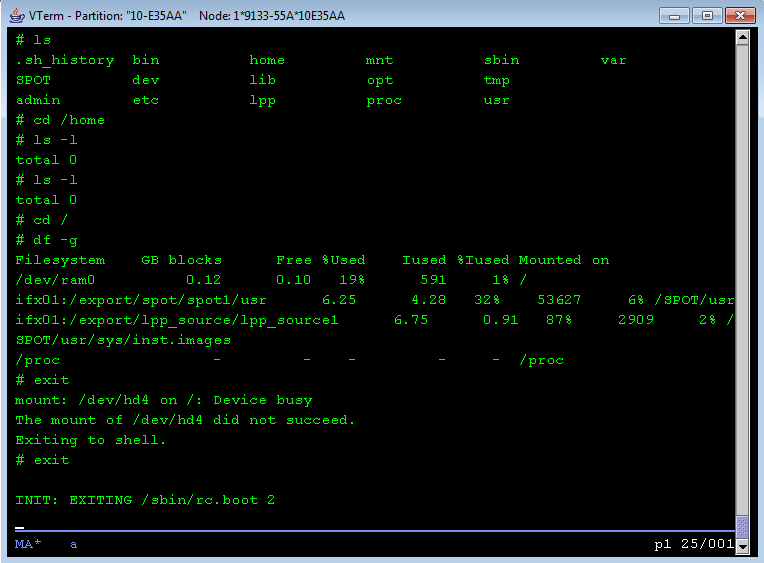 VTerm - Partition: "10-E35AA" Node: 1*9133-55A*10E35AA
# ls
.sh_history bin home mnt sbin var
SPOT dev lib opt tmp
admin etc lpp proc usr
# cd /home
# ls -l
total 0
# ls -l
total 0
# cd /
# df -g
Filesystem GB blocks Free %Used Iused %Iused Mounted on
/dev/ram0 0.12 0.10 19% 591 1% /
ifx01:/export/spot/spot1/usr 6.25 4.28 32% 53627 6% /SPOT/usr
ifx01:/export/lpp_source/lpp_source1 6.75 0.91 87% 2909 2% /
SPOT/usr/sys/inst.images
/proc - - - - - /proc
# exit
mount: /dev/hd4 on /: Device busy
The mount of /dev/hd4 did not succeed.
Exiting to shell.
# exit
INIT: EXITING /sbin/rc.boot 2
MA* a p1 25/001